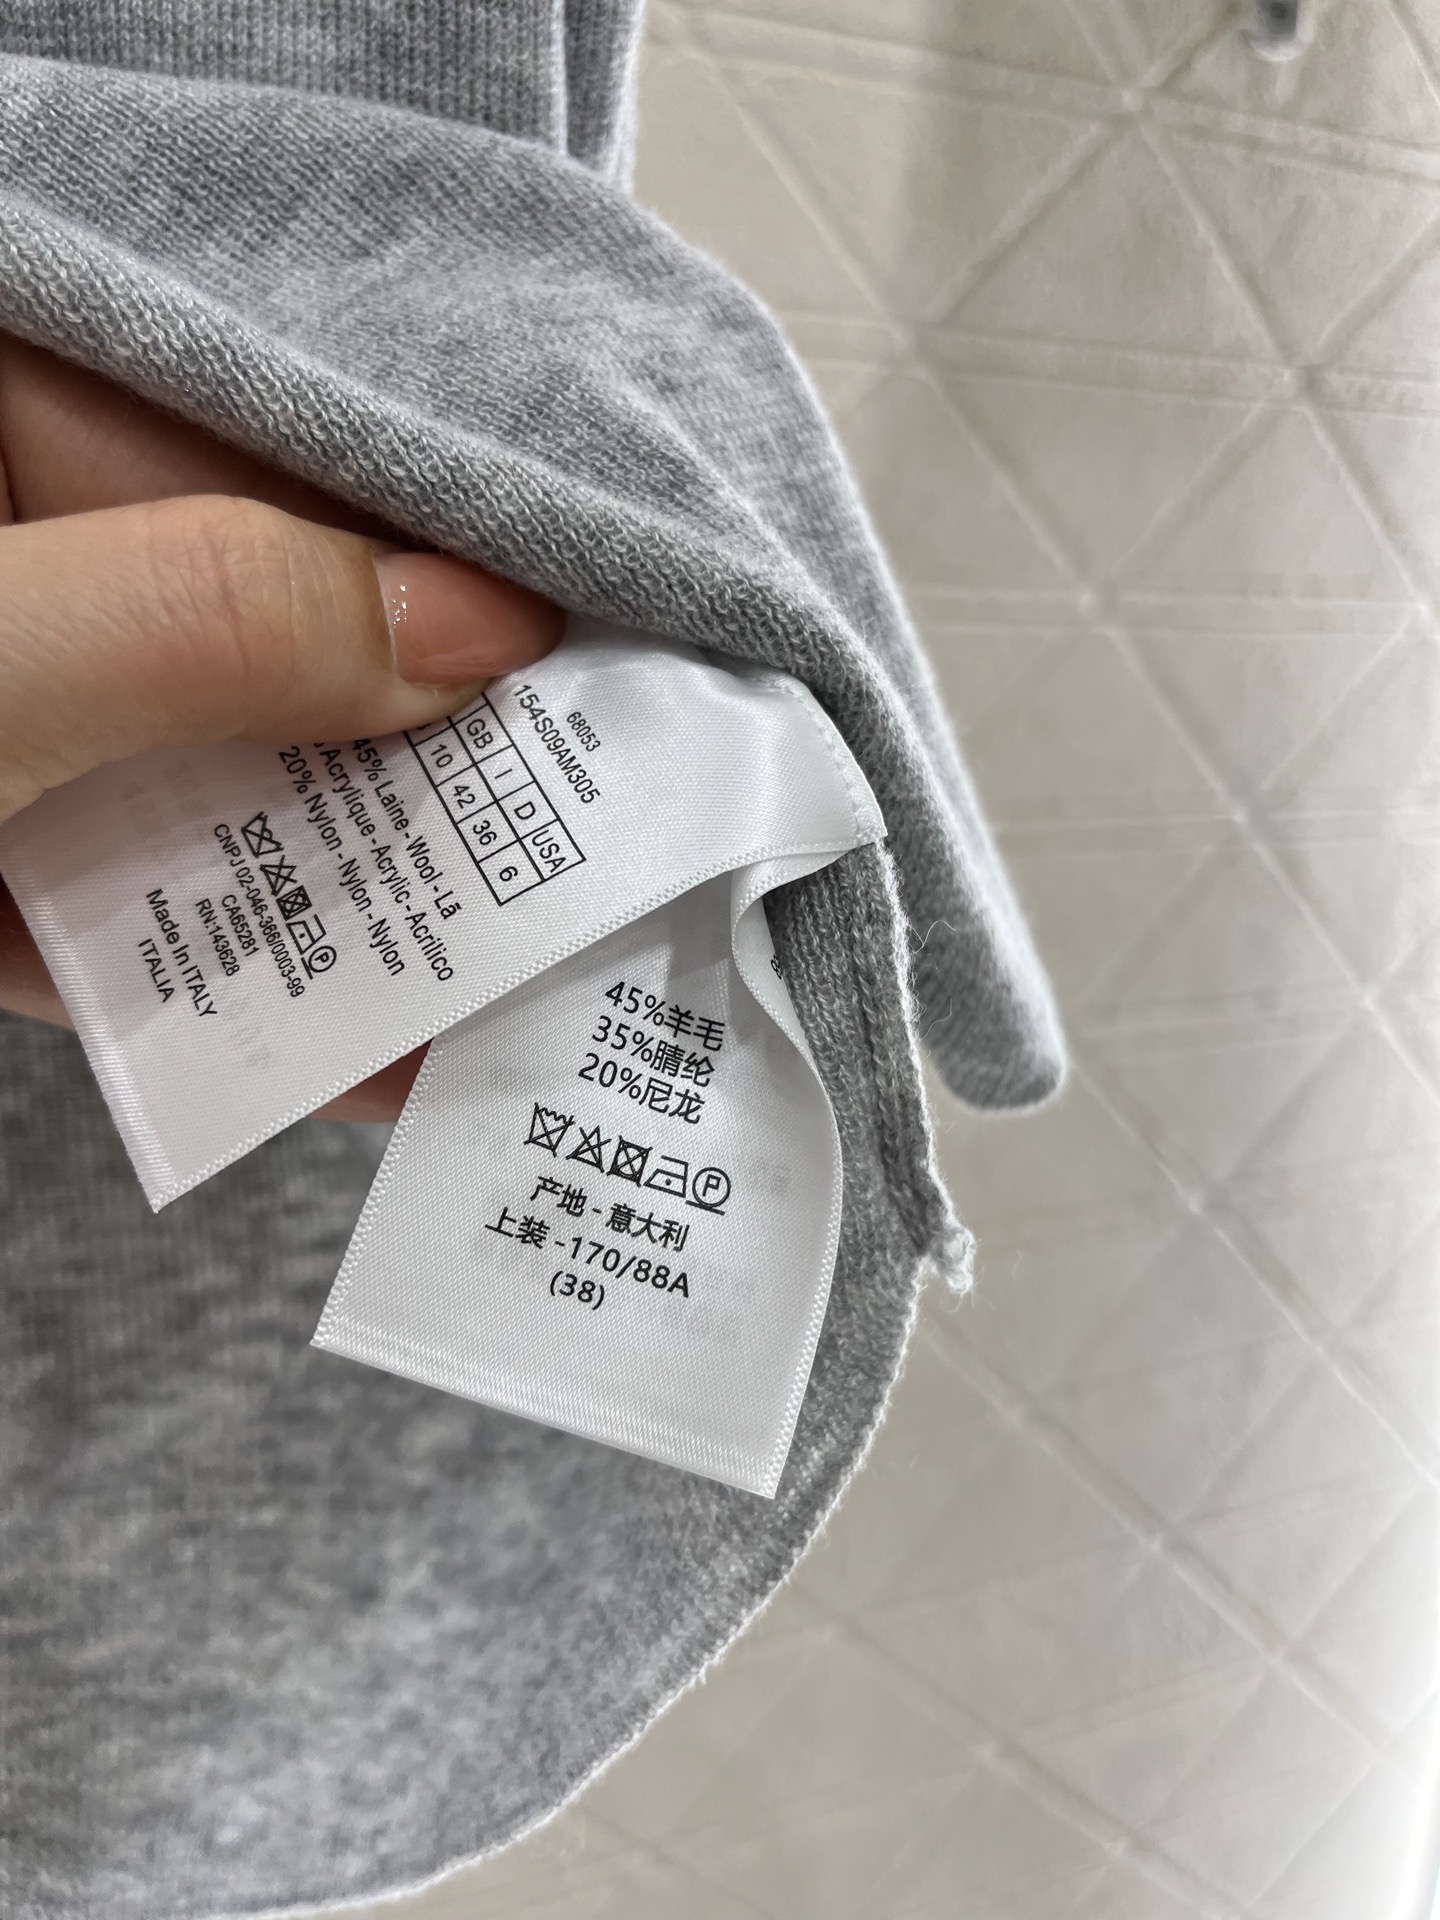 68053
154S09AM305
GB I D USA
10 42 36 6
45% Laine - Wool - Lã
Acrylique - Acrylic - Acrilico
20% Nylon - Nylon - Nylon
CNPJ 02-046-366/0003-99
CA65281
RN:143628
Made In ITALY
ITALIA
45%羊毛
35%腈纶
20%尼龙
P
产地 - 意大利
上装 -170/88A
(38)